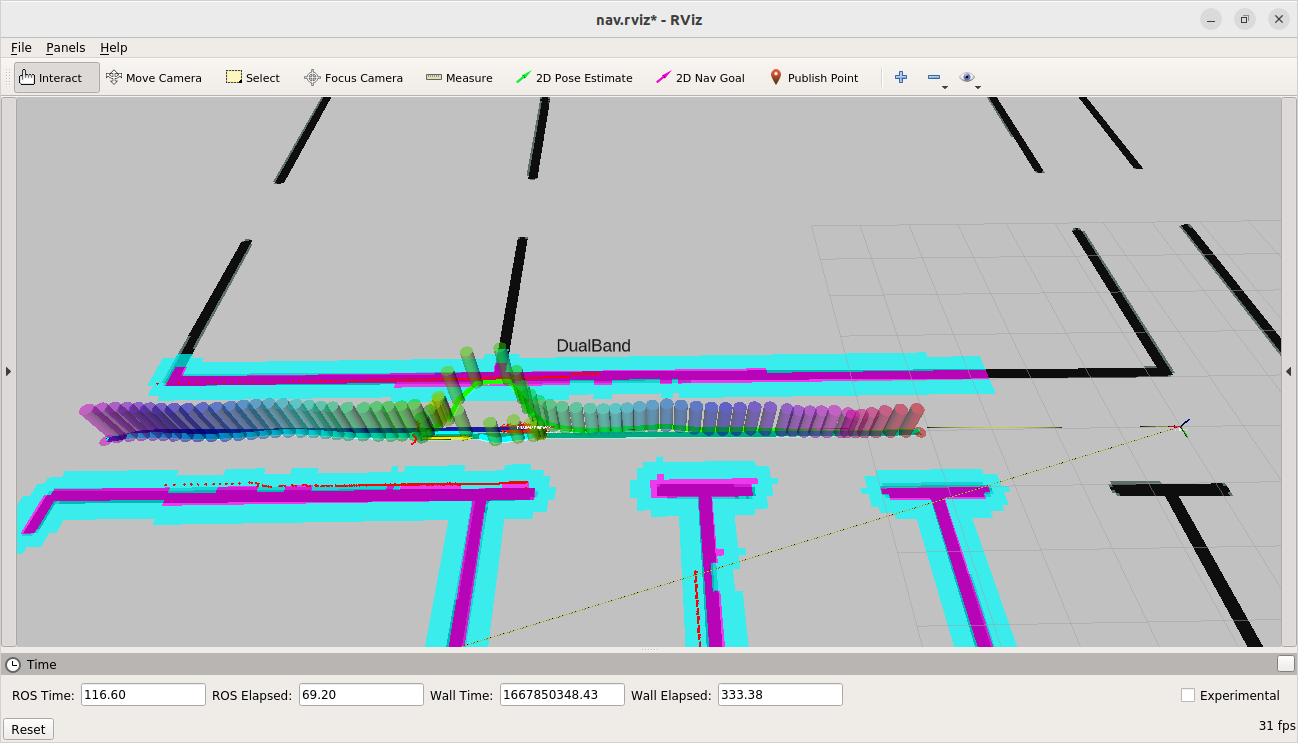 nav.rviz* - RViz
File Panels Help
Interact Move Camera Select Focus Camera Measure 2D Pose Estimate 2D Nav Goal Publish Point
DualBand
Time
ROS Time: 116.60 ROS Elapsed: 69.20 Wall Time: 1667850348.43 Wall Elapsed: 333.38 Experimental
Reset 31 fps